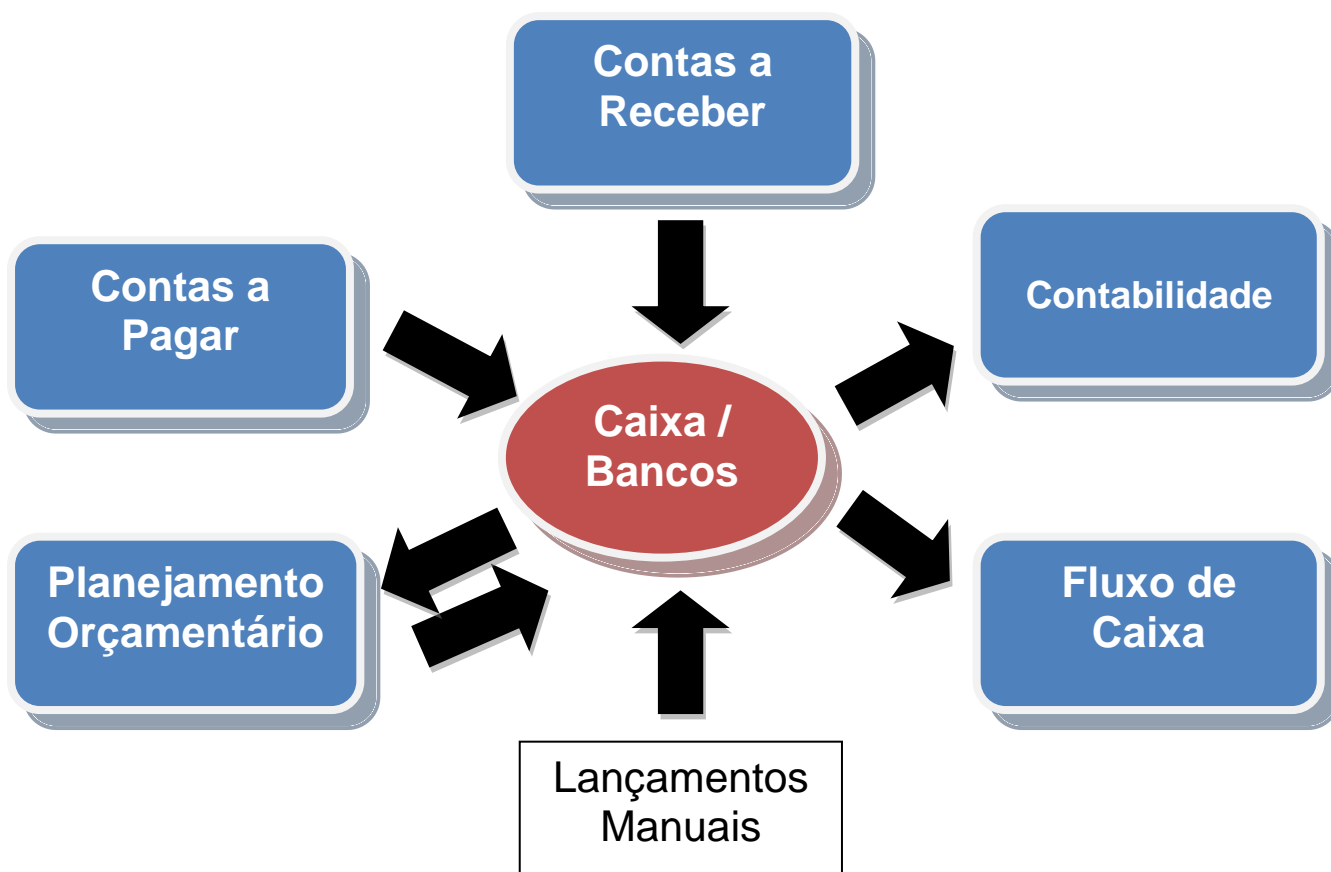 Contas a
Receber
Contas a
Pagar
Contabilidade
Caixa /
Bancos
Planejamento
Orçamentário
Fluxo de
Caixa
Lançamentos
Manuais